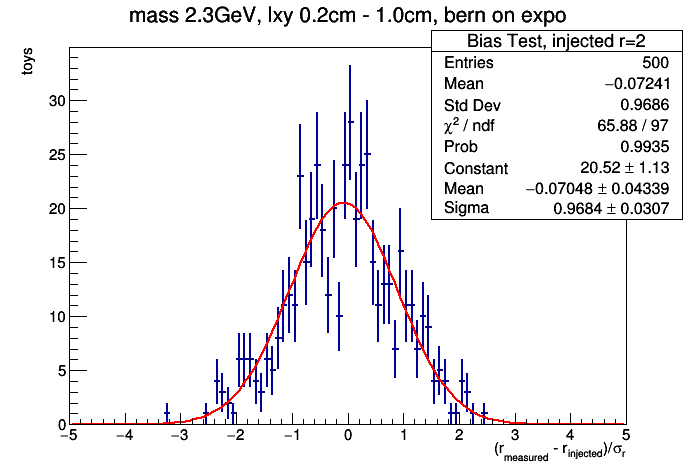 mass 2.3GeV, lxy 0.2cm - 1.0cm, bern on expo
Bias Test, injected r=2
Entries 500
Mean −0.07241
Std Dev 0.9686
χ² / ndf 65.88 / 97
Prob 0.9935
Constant 20.52 ± 1.13
Mean −0.07048 ± 0.04339
Sigma 0.9684 ± 0.0307
toys
30
25
20
15
10
5
0
−5 −4 −3 −2 −1 0 1 2 3 4 5
(r_measured - r_injected)/σ_r